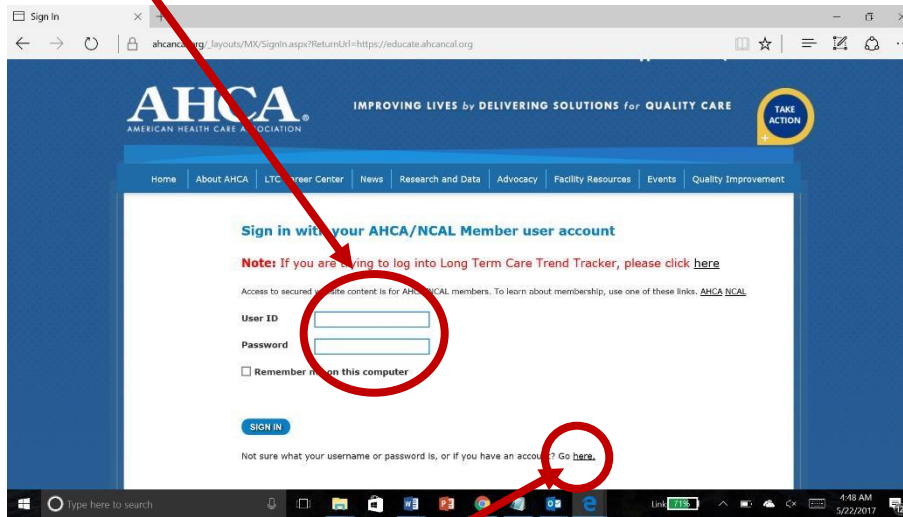 Sign In
ahcancal.org/_layouts/MX/SignIn.aspx?ReturnUrl=https://educate.ahcancal.org
AHCA®
AMERICAN HEALTH CARE ASSOCIATION
IMPROVING LIVES by DELIVERING SOLUTIONS for QUALITY CARE
TAKE
ACTION
Home About AHCA LTC Career Center News Research and Data Advocacy Facility Resources Events Quality Improvement
Sign in with your AHCA/NCAL Member user account
Note: If you are trying to log into Long Term Care Trend Tracker, please click here
Access to secured website content is for AHCA/NCAL members. To learn about membership, use one of these links. AHCA NCAL
User ID
Password
Remember me on this computer
SIGN IN
Not sure what your username or password is, or if you have an account? Go here.
Type here to search
Link 71%
4:48 AM
5/22/2017
12